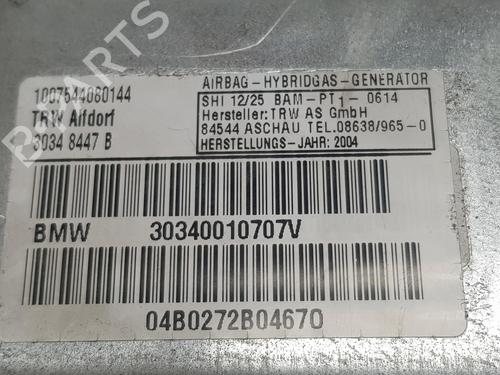 1007644060144
TRW Alfdorf
3034 8447 B
AIRBAG-HYBRIDGAS-GENERATOR
SHI 12/25 BAM-PT1-0614
Hersteller: TRW AS GmbH
84544 ASCHAU TEL.08638/965-0
HERSTELLUNGS-JAHR: 2004
BMW 30340010707V
04B0272B04670